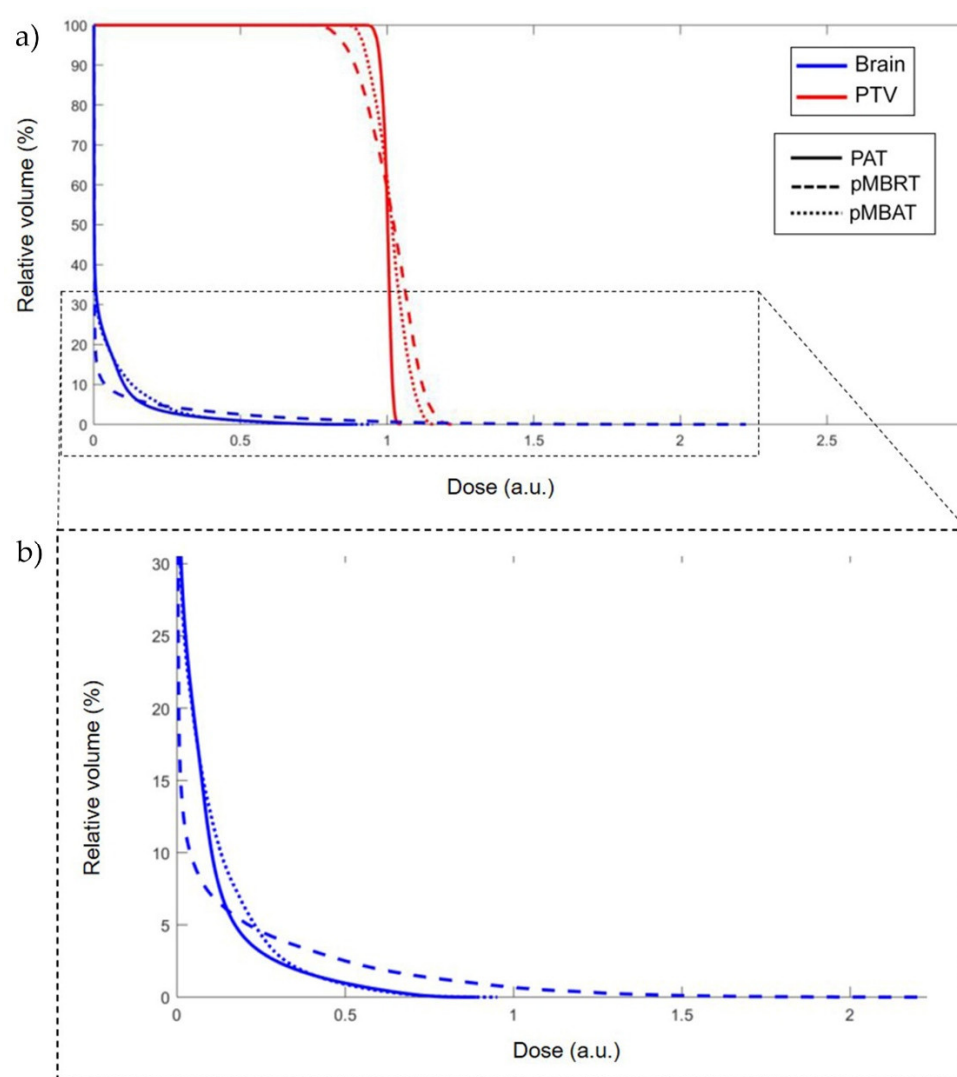 a)
Relative volume (%)
100
90
80
70
60
50
40
30
20
10
0
0 0.5 1 1.5 2 2.5
Dose (a.u.)
Brain
PTV
PAT
pMBRT
pMBAT
b)
Relative volume (%)
30
25
20
15
10
5
0
0 0.5 1 1.5 2
Dose (a.u.)